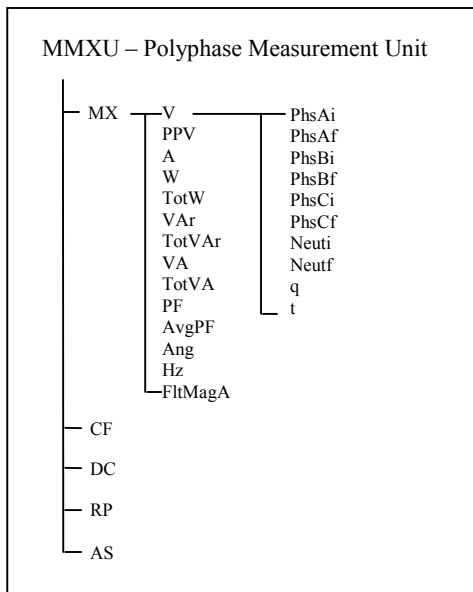 MMXU – Polyphase Measurement Unit
MX V PhsAi
PPV PhsAf
A PhsBi
W PhsBf
TotW PhsCi
VAr PhsCf
TotVAr Neuti
VA Neutf
TotVA q
PF t
AvgPF
Ang
Hz
FltMagA
CF
DC
RP
AS